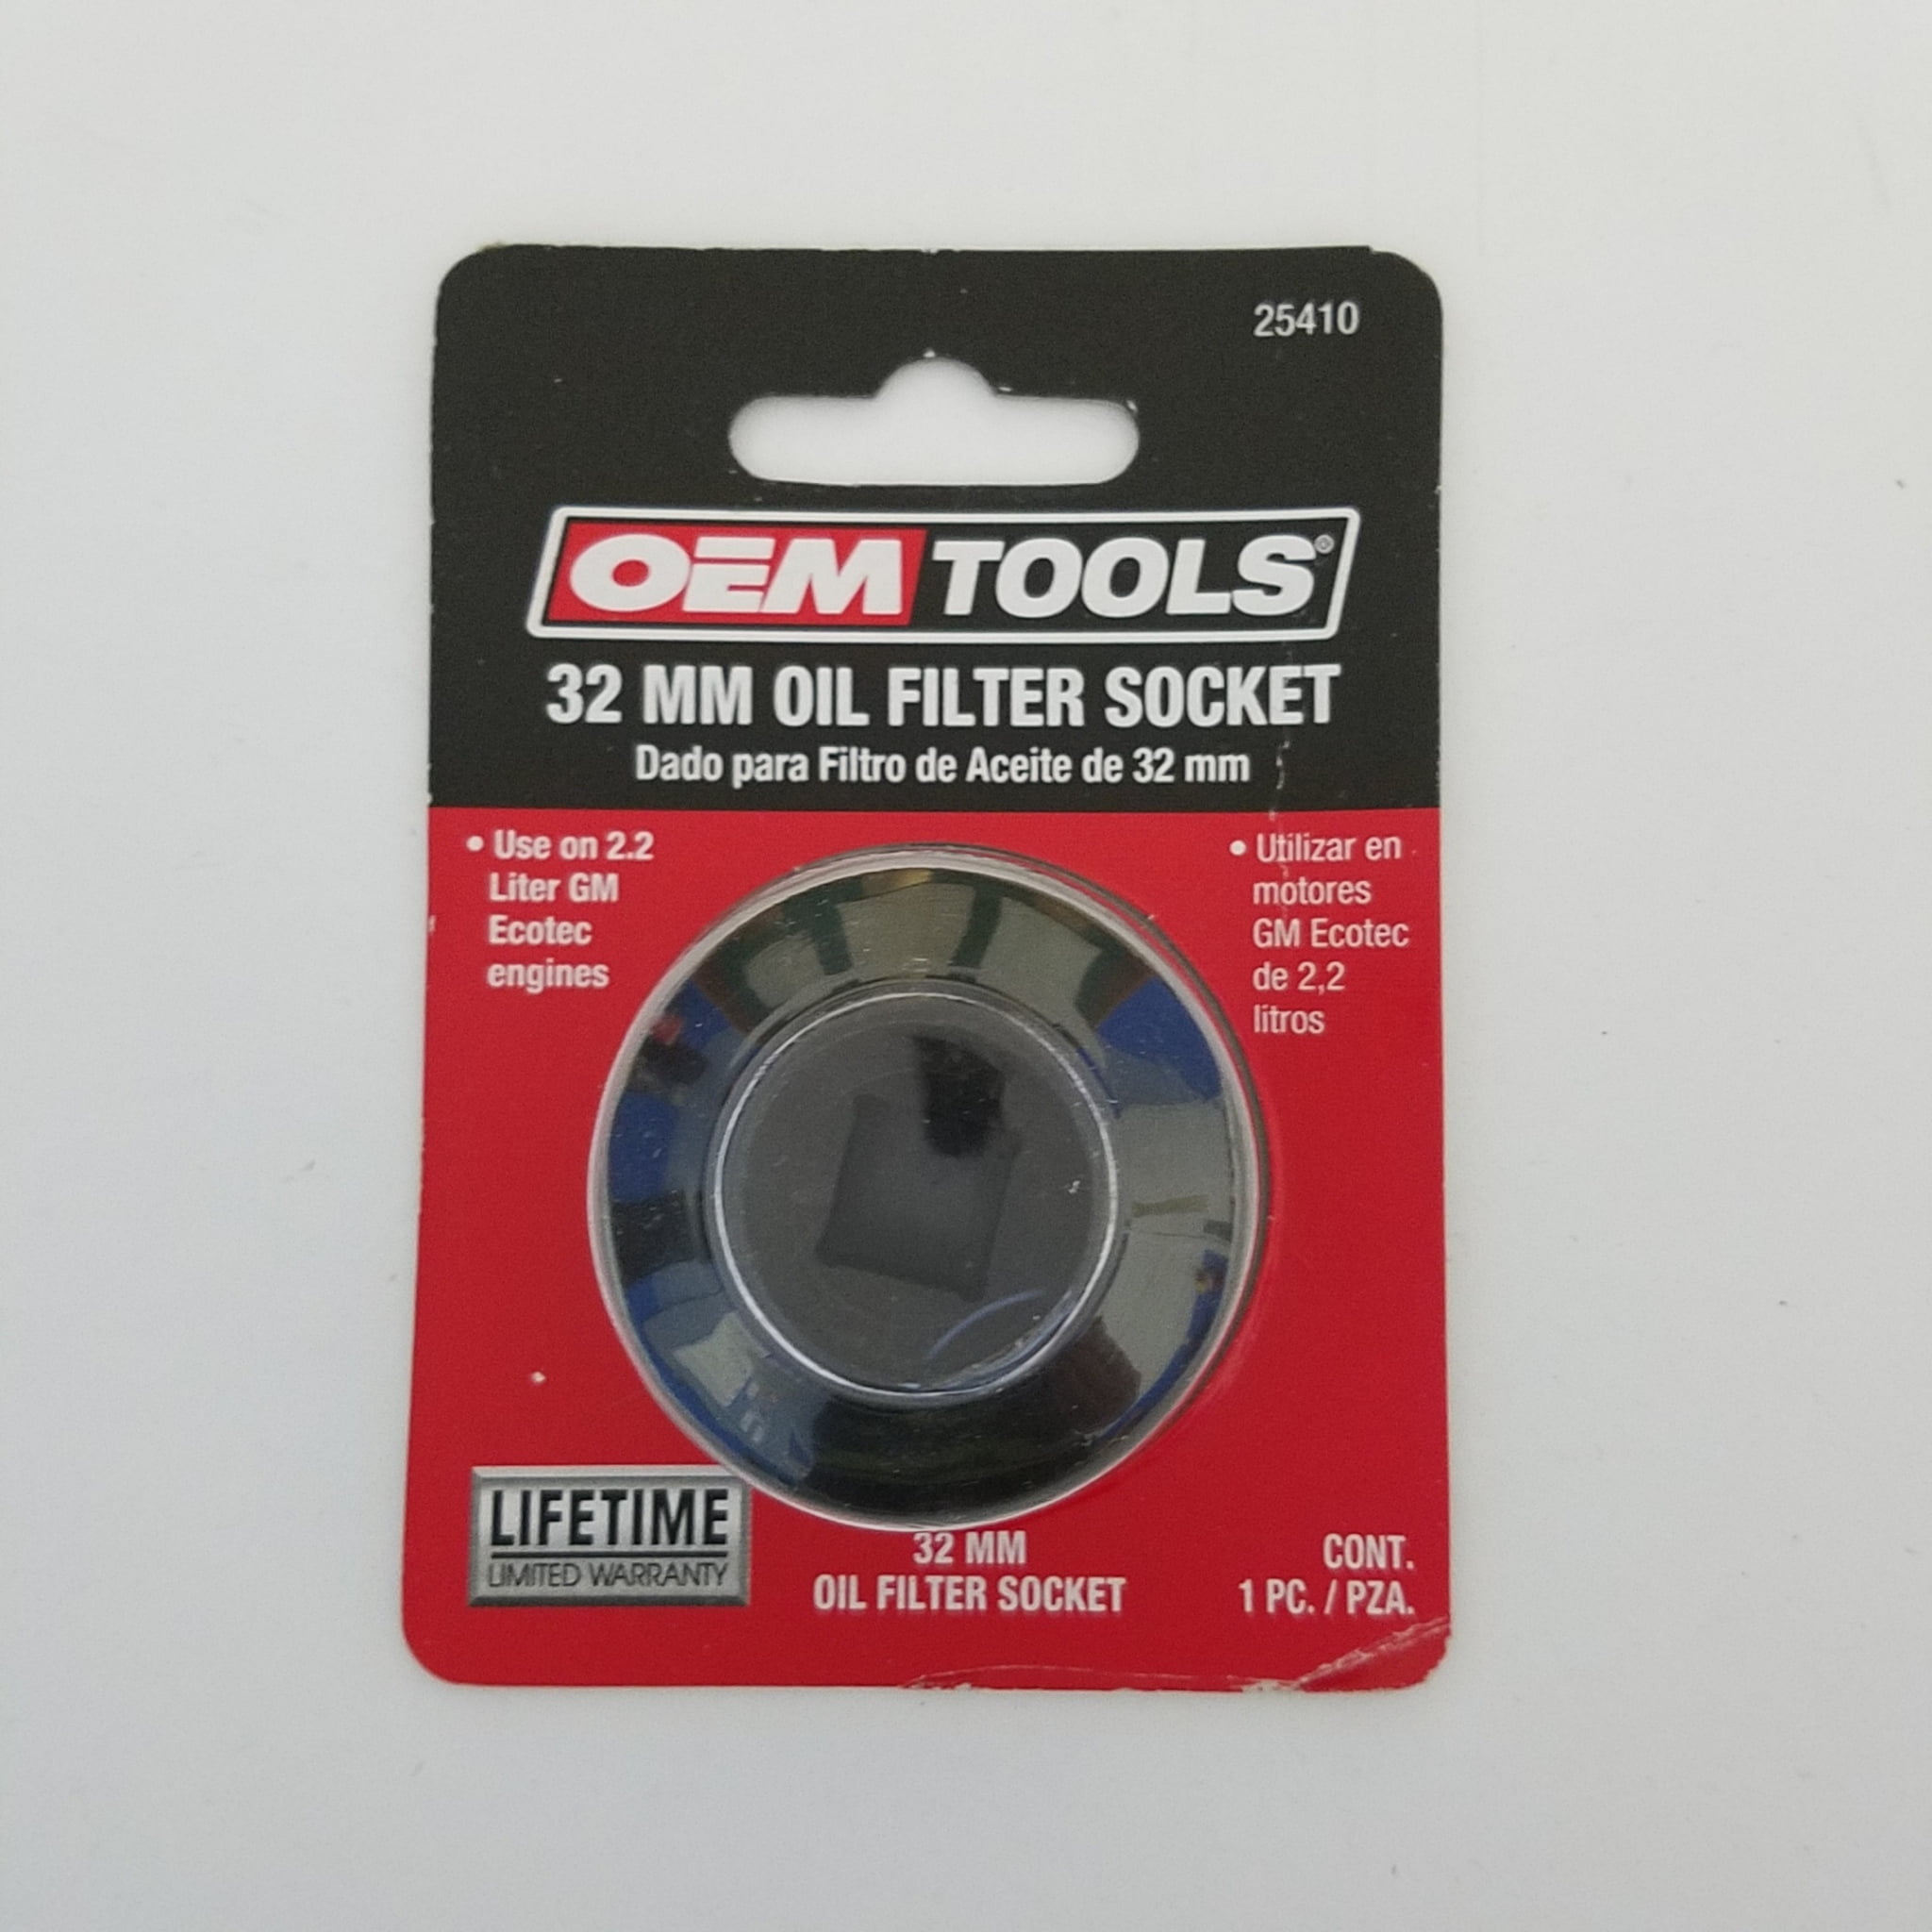 25410
OEM TOOLS®
32 MM OIL FILTER SOCKET
Dado para Filtro de Aceite de 32 mm
• Use on 2.2
Liter GM
Ecotec
engines
• Utilizar en
motores
GM Ecotec
de 2,2
litros
LIFETIME
LIMITED WARRANTY
32 MM
OIL FILTER SOCKET
CONT.
1 PC. / PZA.